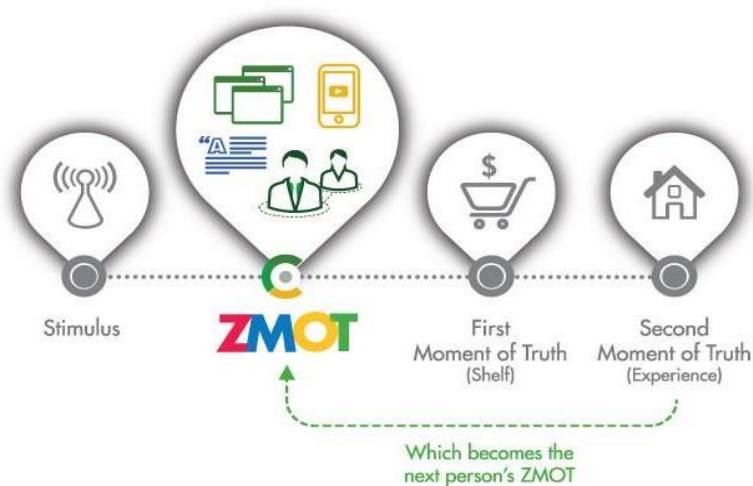 “A
$
Stimulus
ZMOT
First
Moment of Truth
(Shelf)
Second
Moment of Truth
(Experience)
Which becomes the
next person's ZMOT